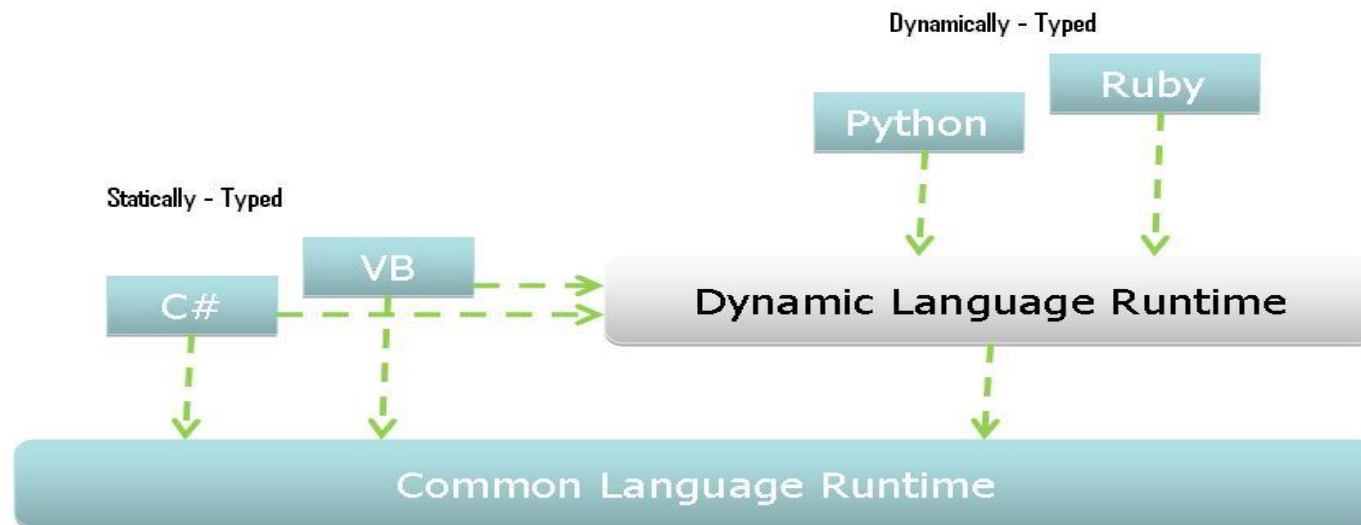 Dynamically - Typed
Ruby
Python
Statically - Typed
VB
C#
Dynamic Language Runtime
Common Language Runtime